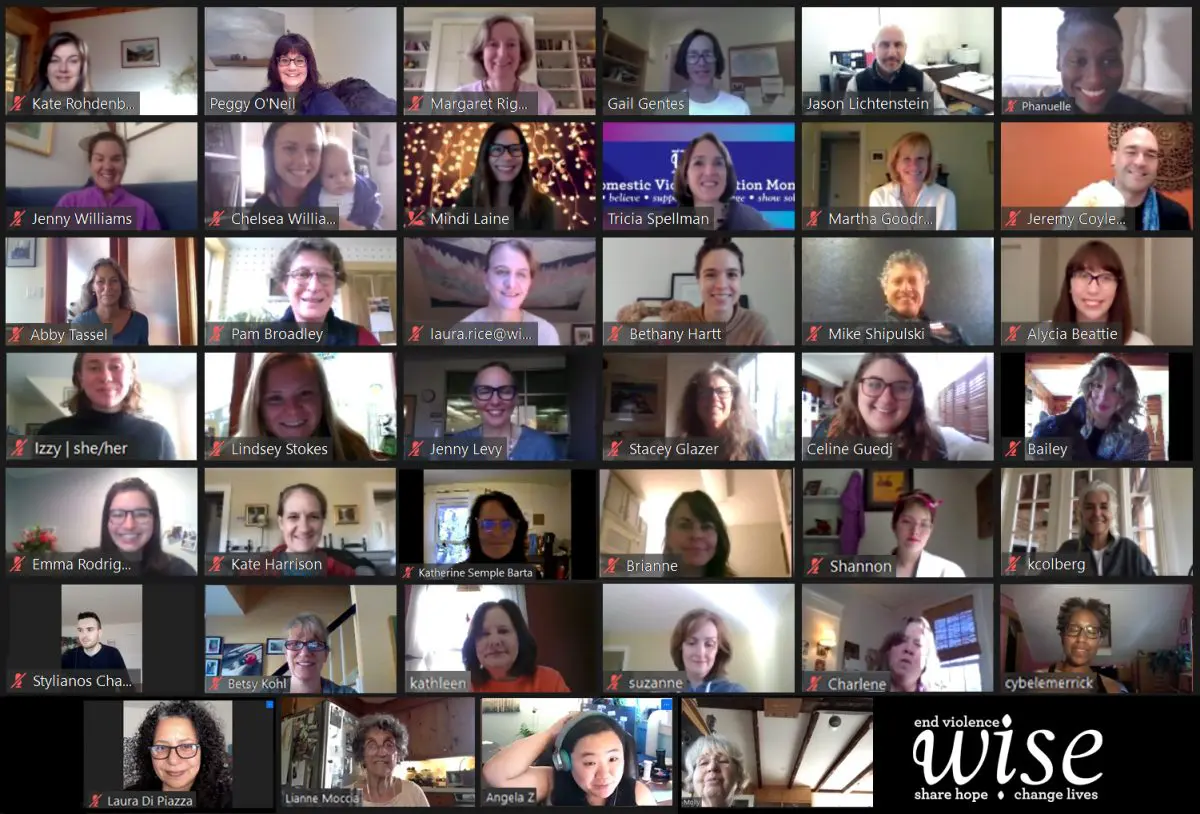 Kate Rohdenb...
Peggy O'Neil
Margaret Rig...
Gail Gentes
Jason Lichtenstein
Phanuelle
Jenny Williams
Chelsea Willia...
Mindi Laine
omestic Vio tion Mon
• believe • supp ge • show sol
Tricia Spellman
Martha Goodr...
Jeremy Coyle...
Abby Tassel
Pam Broadley
laura.rice@wi...
Bethany Hartt
Mike Shipulski
Alycia Beattie
Izzy | she/her
Lindsey Stokes
Jenny Levy
Stacey Glazer
Celine Guedj
Bailey
Emma Rodrig...
Kate Harrison
Katherine Semple Barta
Brianne
Shannon
kcolberg
Stylianos Cha...
Betsy Kohl
kathleen
suzanne
Charlene
cybelemerrick
Laura Di Piazza
Lianne Moccia
Angela Z
Molly
end violence
wise
share hope • change lives